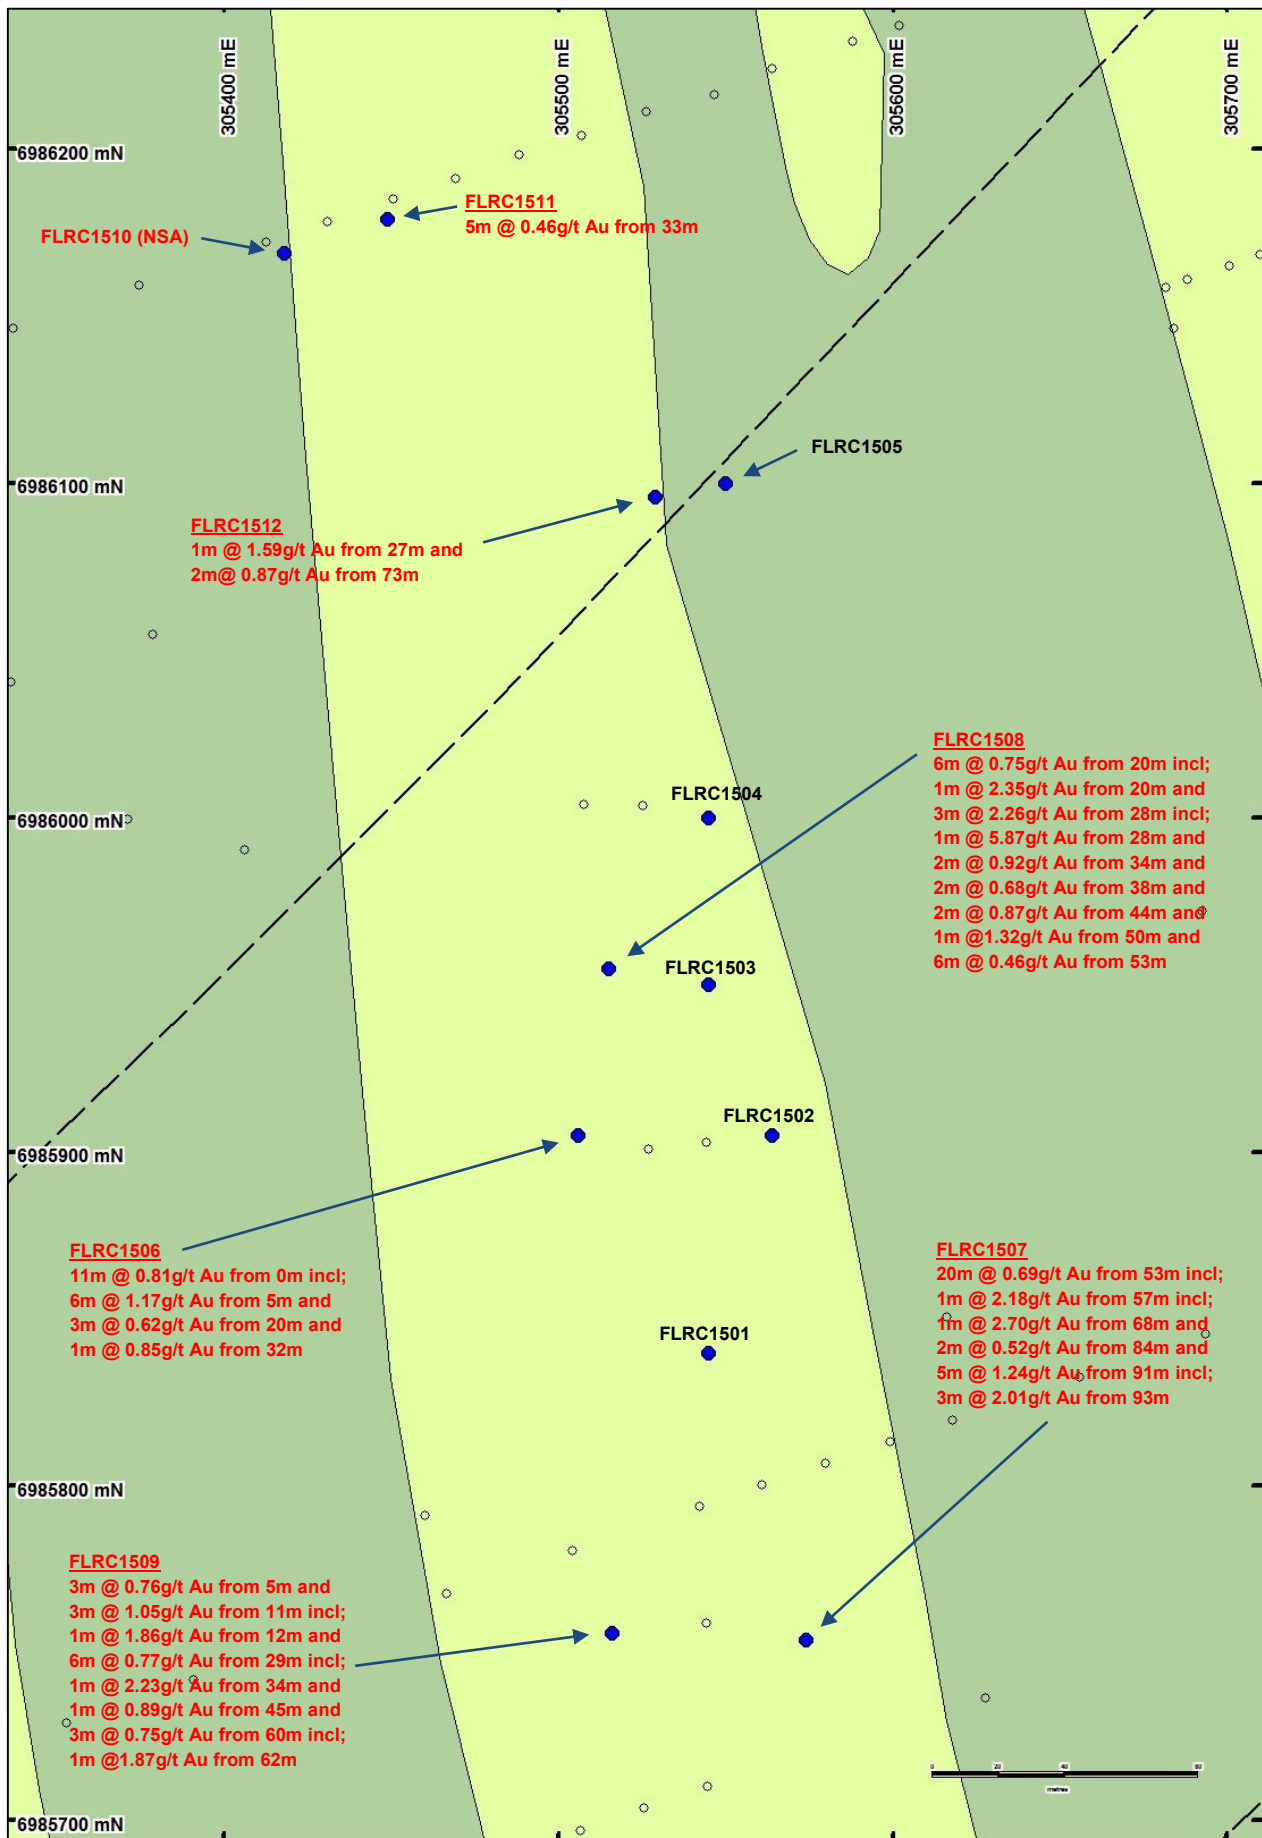 305400 mE
305500 mE
305600 mE
305700 mE
6986200 mN
FLRC1511
5m @ 0.46g/t Au from 33m
FLRC1510 (NSA)
FLRC1505
6986100 mN
FLRC1512
1m @ 1.59g/t Au from 27m and
2m@ 0.87g/t Au from 73m
FLRC1508
6m @ 0.75g/t Au from 20m incl;
1m @ 2.35g/t Au from 20m and
3m @ 2.26g/t Au from 28m incl;
1m @ 5.87g/t Au from 28m and
2m @ 0.92g/t Au from 34m and
2m @ 0.68g/t Au from 38m and
2m @ 0.87g/t Au from 44m and
1m @1.32g/t Au from 50m and
6m @ 0.46g/t Au from 53m
FLRC1504
6986000 mN
FLRC1503
FLRC1502
6985900 mN
FLRC1506
11m @ 0.81g/t Au from 0m incl;
6m @ 1.17g/t Au from 5m and
3m @ 0.62g/t Au from 20m and
1m @ 0.85g/t Au from 32m
FLRC1507
20m @ 0.69g/t Au from 53m incl;
1m @ 2.18g/t Au from 57m incl;
1m @ 2.70g/t Au from 68m and
2m @ 0.52g/t Au from 84m and
5m @ 1.24g/t Au from 91m incl;
3m @ 2.01g/t Au from 93m
FLRC1501
6985800 mN
FLRC1509
3m @ 0.76g/t Au from 5m and
3m @ 1.05g/t Au from 11m incl;
1m @ 1.86g/t Au from 12m and
6m @ 0.77g/t Au from 29m incl;
1m @ 2.23g/t Au from 34m and
1m @ 0.89g/t Au from 45m and
3m @ 0.75g/t Au from 60m incl;
1m @1.87g/t Au from 62m
0 20 40 80
metres
6985700 mN